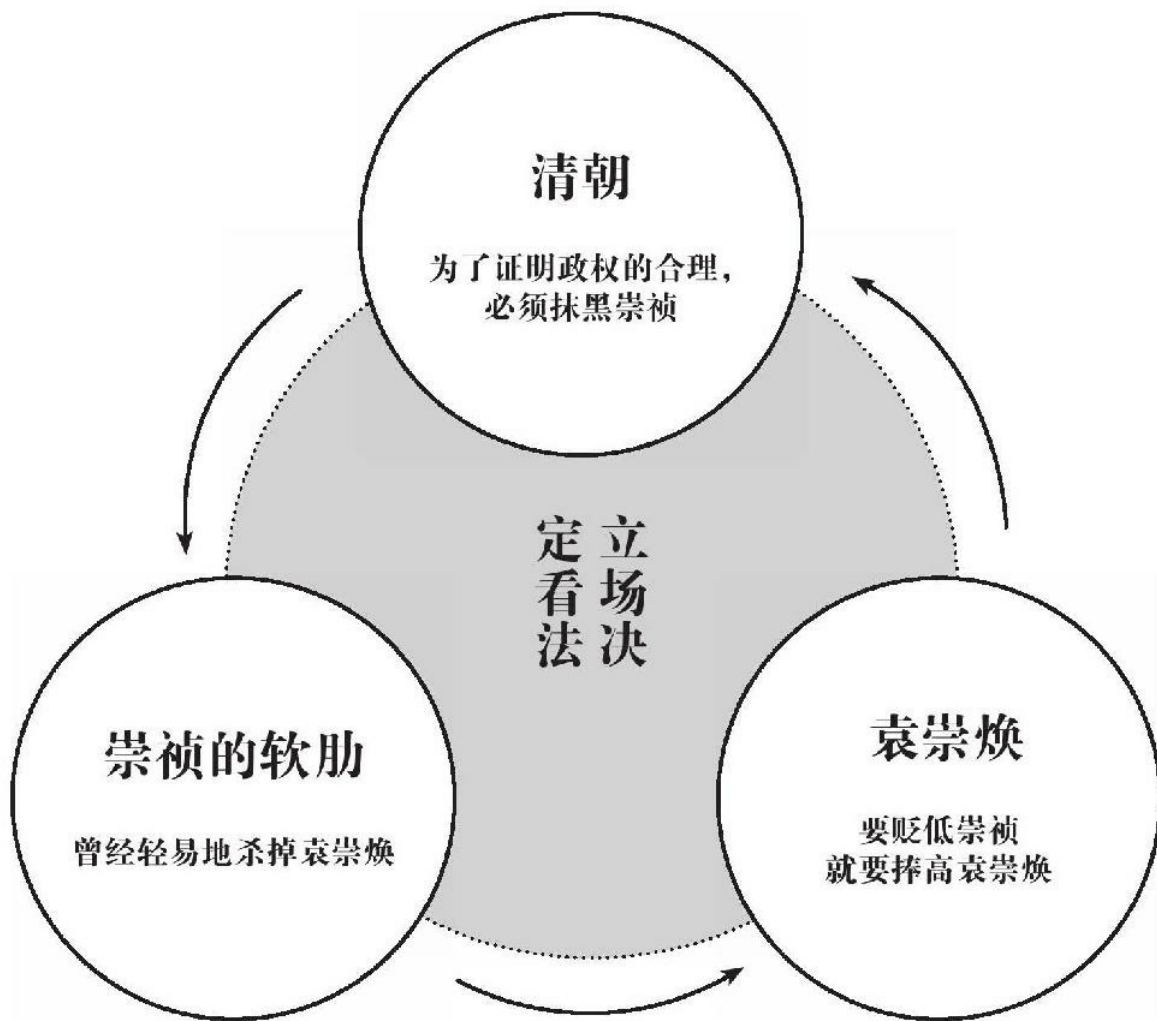 清朝
为了证明政权的合理，
必须抹黑崇祯
立场决
定看法
崇祯的软肋
曾经轻易地杀掉袁崇焕
袁崇焕
要贬低崇祯
就要捧高袁崇焕